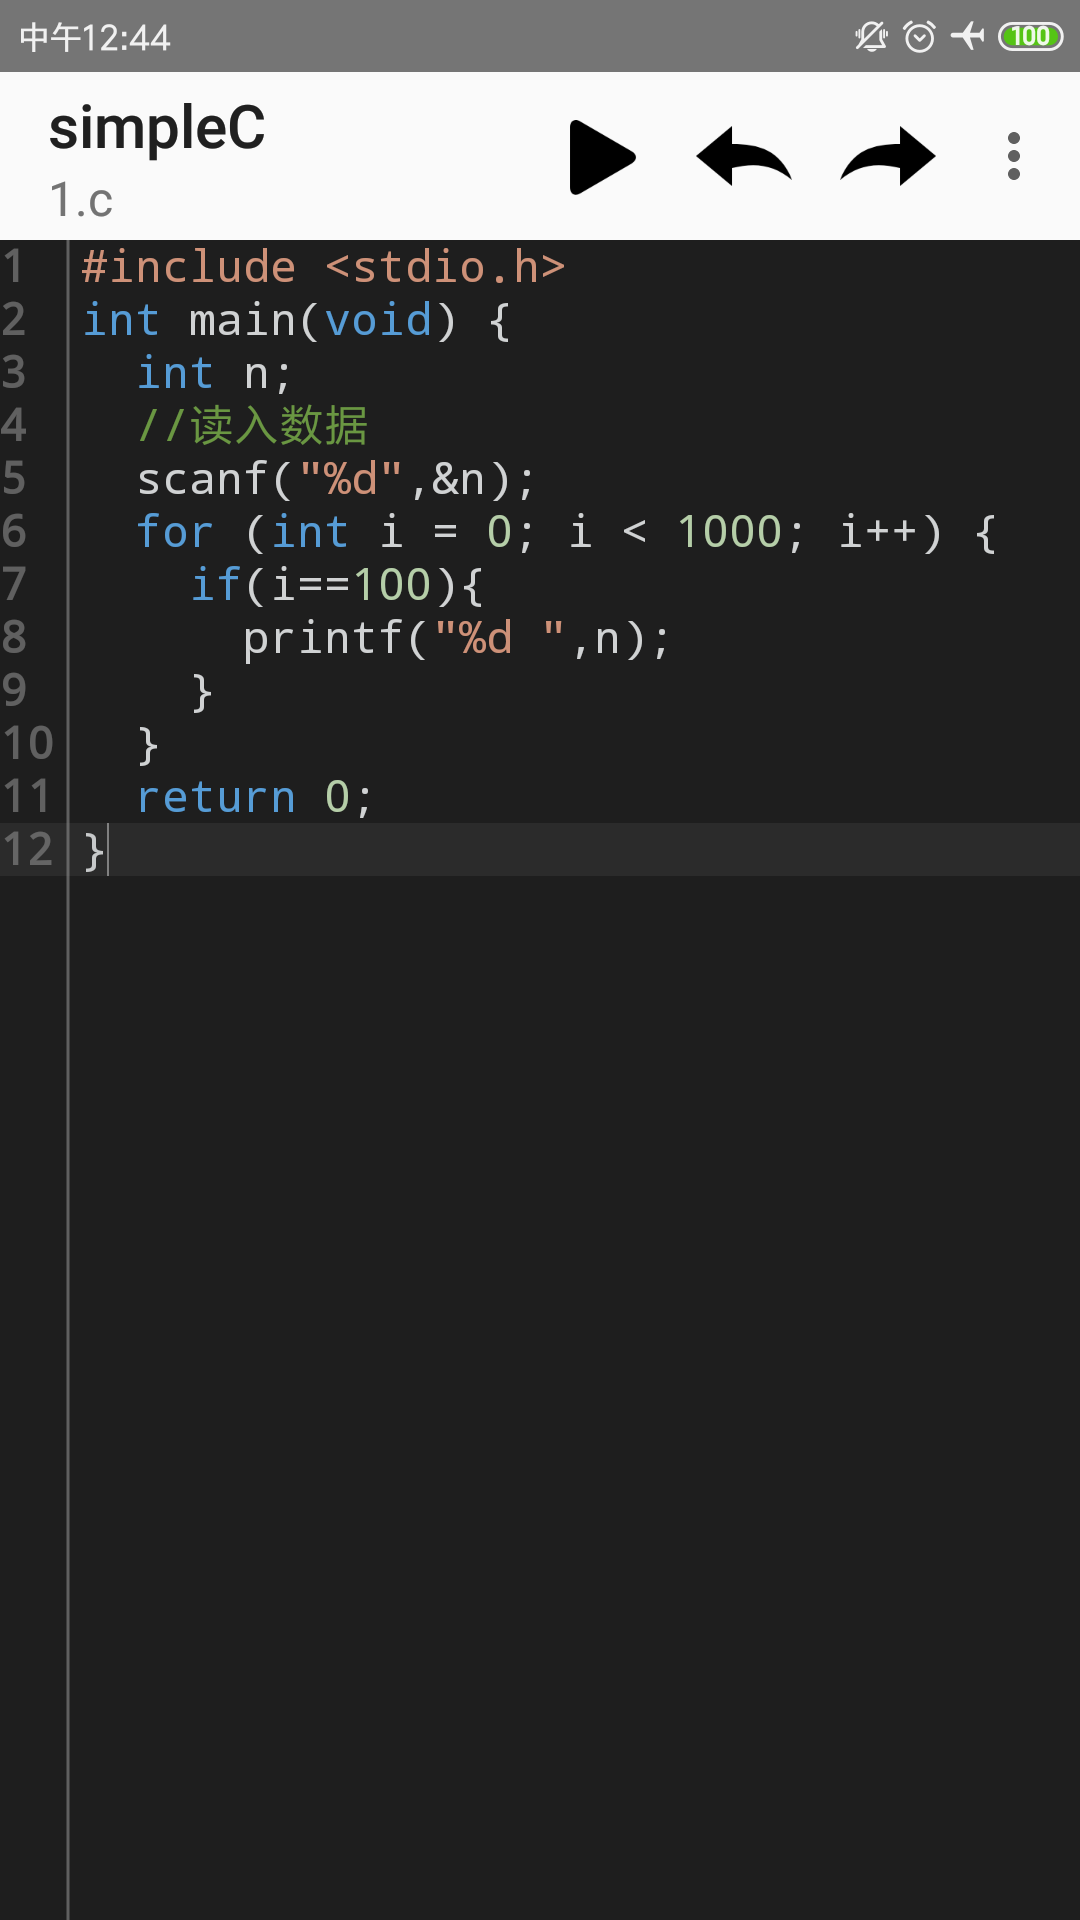 中午12:44
100
simpleC
1.c
1 #include <stdio.h>
2 int main(void) {
3   int n;
4   //读入数据
5   scanf("%d",&n);
6   for (int i = 0; i < 1000; i++) {
7     if(i==100){
8       printf("%d ",n);
9     }
10   }
11   return 0;
12 }